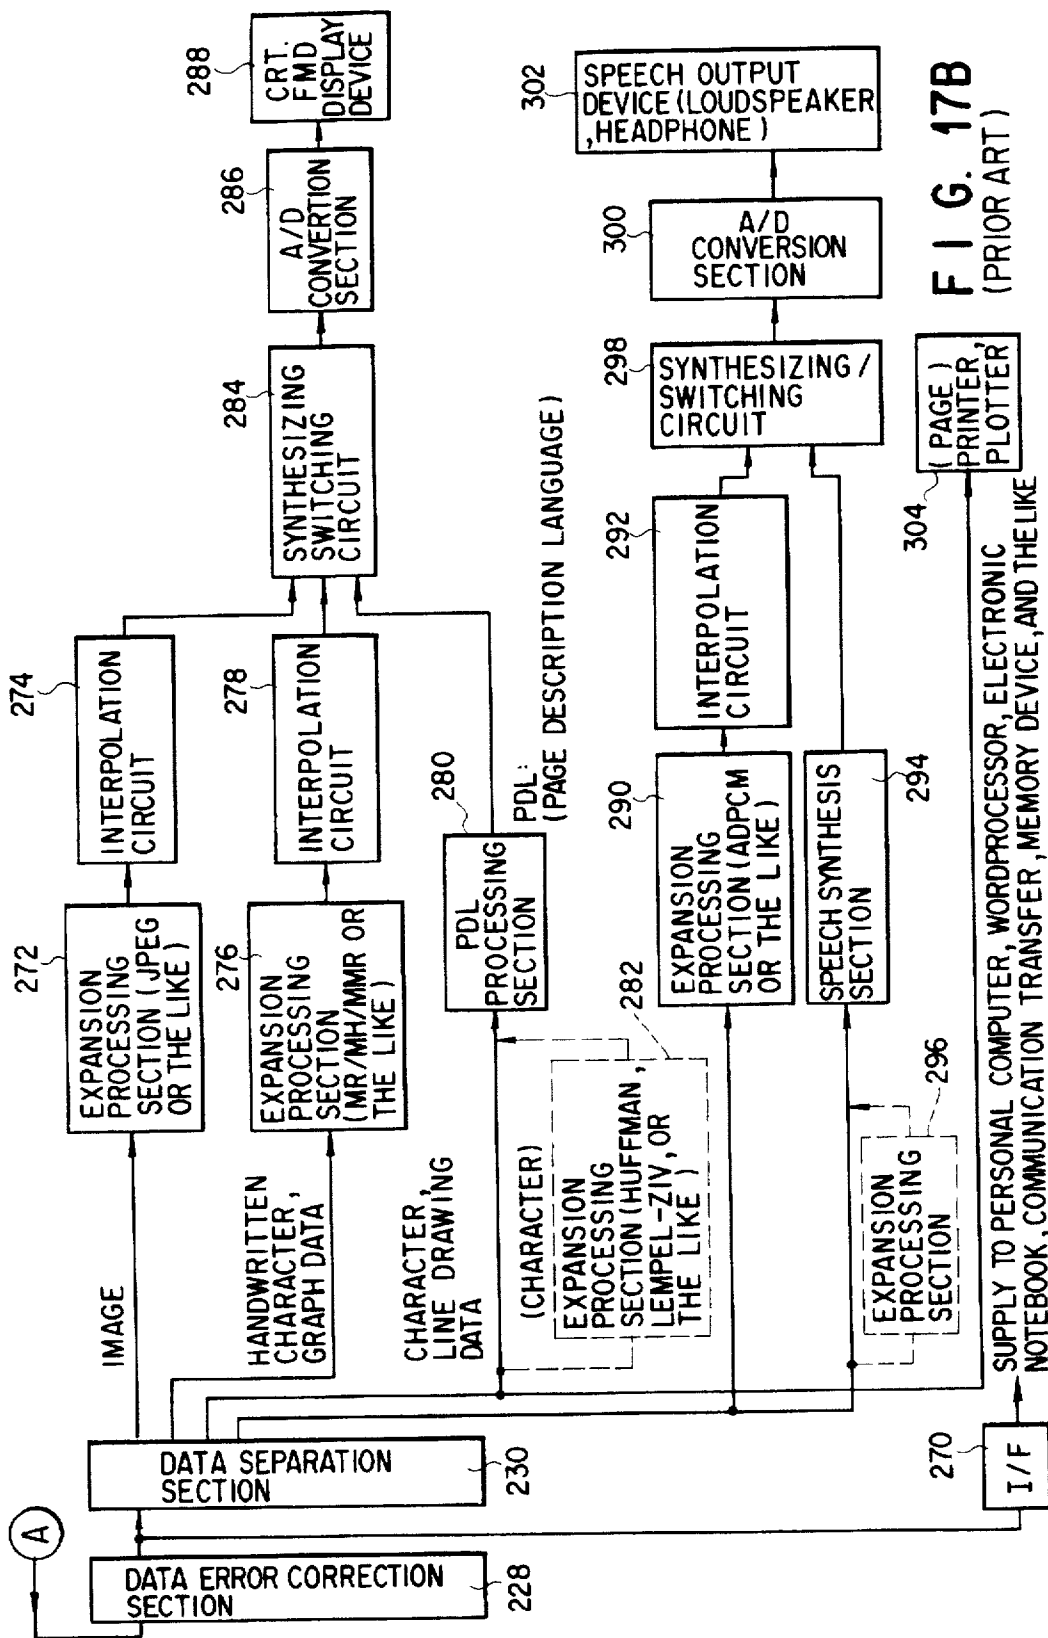 A
DATA ERROR CORRECTION
SECTION
228
DATA SEPARATION
SECTION
230
IMAGE
272
EXPANSION
PROCESSING
SECTION (JPEG
OR THE LIKE)
274
INTERPOLATION
CIRCUIT
HANDWRITTEN
CHARACTER,
GRAPH DATA
276
EXPANSION
PROCESSING
SECTION
(MR/MH/MMR OR
THE LIKE)
278
INTERPOLATION
CIRCUIT
284
SYNTHESIZING
SWITCHING
CIRCUIT
286
A/D
CONVERTION
SECTION
288
CRT.
FMD
DISPLAY
DEVICE
CHARACTER,
LINE DRAWING
DATA
280
PDL
PROCESSING
SECTION
PDL:
(PAGE DESCRIPTION LANGUAGE)
(CHARACTER)
EXPANSION
PROCESSING
SECTION (HUFFMAN,
LEMPEL-ZIV, OR
THE LIKE)
282
290
EXPANSION
PROCESSING
SECTION (ADPCM
OR THE LIKE)
292
INTERPOLATION
CIRCUIT
SPEECH SYNTHESIS
SECTION
294
EXPANSION
PROCESSING
SECTION
296
298
SYNTHESIZING /
SWITCHING
CIRCUIT
300
A/D
CONVERSION
SECTION
302
SPEECH OUTPUT
DEVICE (LOUDSPEAKER
,HEADPHONE)
304
(PAGE)
PRINTER,
PLOTTER
270
I/F
SUPPLY TO PERSONAL COMPUTER, WORDPROCESSOR, ELECTRONIC
NOTEBOOK, COMMUNICATION TRANSFER, MEMORY DEVICE, AND THE LIKE
FIG. 17B
(PRIOR ART)